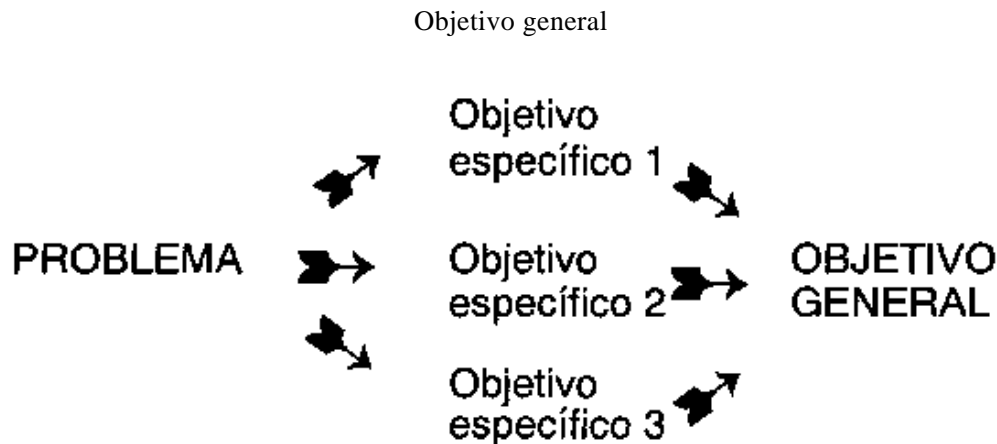 Objetivo general
Objetivo
específico 1
PROBLEMA
Objetivo
específico 2
OBJETIVO
GENERAL
Objetivo
específico 3